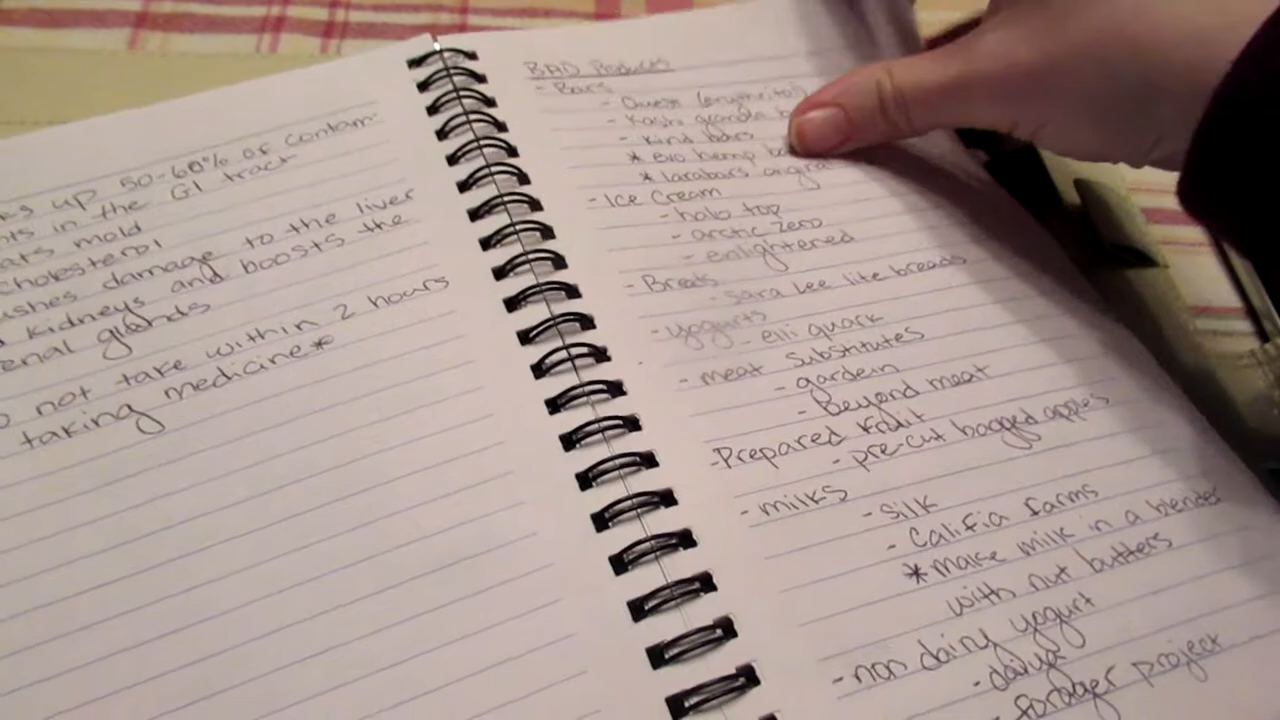 up 50-60% of contam-
in the GI tract
mold
cholesterol
damage to the liver
kidneys and boosts the
glands
not take within 2 hours
taking medicine*
BAD Products
- Bars
- Quest (erythritol)
- Kashi granola
- Kind bars
* evo hemp
* larabars
- Ice Cream
- halo top
- arctic zero
- enlightened
- Breads
- sara lee lite breads
- yogurts
- elli quark
- meat substitutes
- gardein
- Beyond meat
- Prepared Fruit
- pre-cut bagged apples
- milks
- silk
- Califia farms
* make milk in a blender
with nut butters
- non dairy yogurt
- daiya
- forager project